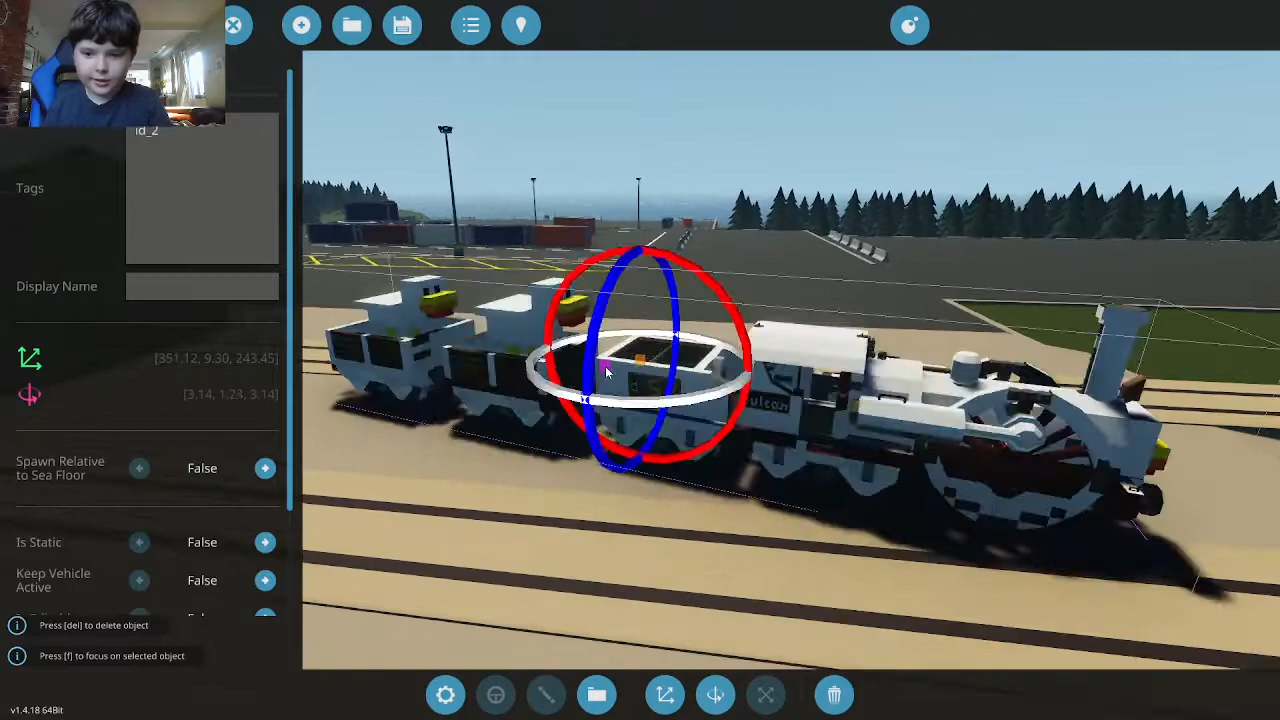 id_2
Tags
Display Name
[351.12, 9.30, 243.45]
[3.14, 1.23, 3.14]
Spawn Relative
to Sea Floor
False
Is Static
False
Keep Vehicle
Active
False
Press [del] to delete object
Press [f] to focus on selected object
v1.4.18 64Bit